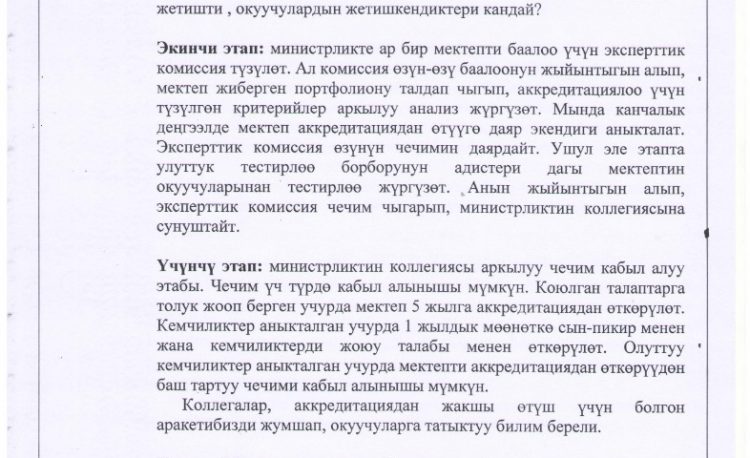 жетишти , окуучулардын жетишкендиктери кандай?
Экинчи этап: министрликте ар бир мектепти баалоо үчүн эксперттик
комиссия түзүлөт. Ал комиссия өзүн-өзү баалоонун жыйынтыгын алып,
мектеп жиберген портфолиону талдап чыгып, аккредитациялоо үчүн
түзүлгөн критерийлер аркылуу анализ жүргүзөт. Мында канчалык
деңгээлде мектеп аккредитациядан өтүүгө даяр экендиги аныкталат.
Эксперттик комиссия өзүнүн чечимин даярдайт. Ушул эле этапта
улуттук тестирлөө борборунун адистери дагы мектептин
окуучуларынан тестирлөө жүргүзөт. Анын жыйынтыгын алып,
эксперттик комиссия чечим чыгарып, министрликтин коллегиясына
сунуштайт.
Үчүнчү этап: министрликтин коллегиясы аркылуу чечим кабыл алуу
этабы. Чечим үч түрдө кабыл алынышы мүмкүн. Коюлган талаптарга
толук жооп берген учурда мектеп 5 жылга аккредитациядан өткөрүлөт.
Кемчиликтер аныкталган учурда 1 жылдык мөөнөткө сын-пикир менен
жана кемчиликтерди жоюу талабы менен өткөрүлөт. Олуттуу
кемчиликтер аныкталган учурда мектепти аккредитациядан өткөрүүдөн
баш тартуу чечими кабыл алынышы мүмкүн.
Коллегалар, аккредитациядан жакшы өтүш үчүн болгон
аракетибизди жумшап, окуучуларга татыктуу билим берели.